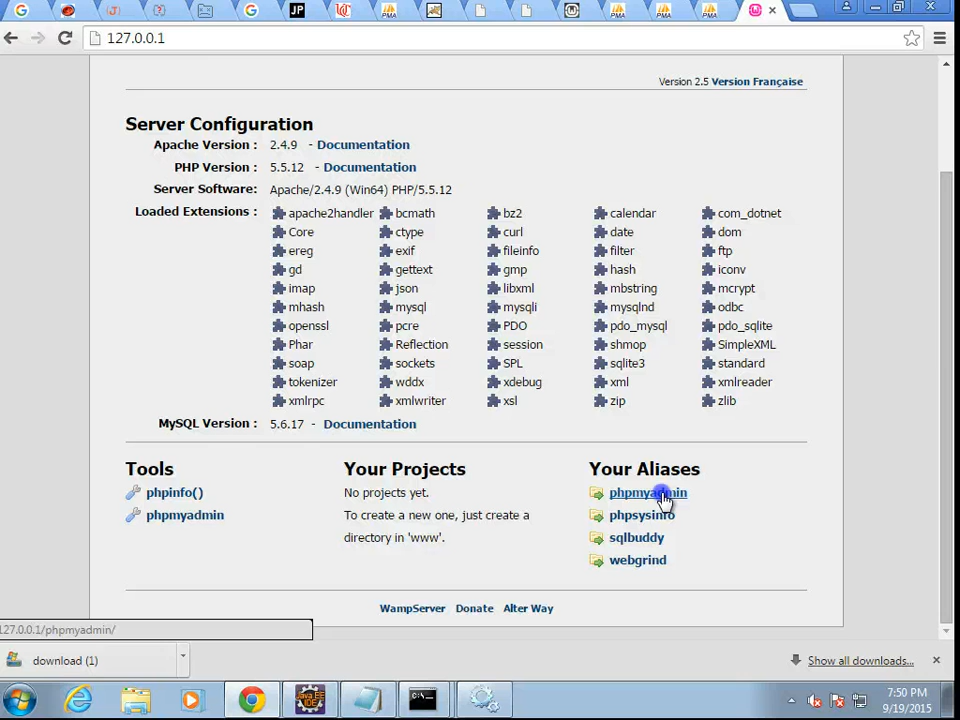 127.0.0.1
Version 2.5 Version Française
Server Configuration
Apache Version : 2.4.9 - Documentation
PHP Version : 5.5.12 - Documentation
Server Software: Apache/2.4.9 (Win64) PHP/5.5.12
Loaded Extensions : apache2handler bcmath bz2 calendar com_dotnet
Core ctype curl date dom
ereg exif fileinfo filter ftp
gd gettext gmp hash iconv
imap json libxml mbstring mcrypt
mhash mysql mysqli mysqlnd odbc
openssl pcre PDO pdo_mysql pdo_sqlite
Phar Reflection session shmop SimpleXML
soap sockets SPL sqlite3 standard
tokenizer wddx xdebug xml xmlreader
xmlrpc xmlwriter xsl zip zlib
MySQL Version : 5.6.17 - Documentation
Tools Your Projects Your Aliases
phpinfo() No projects yet. phpmyadmin
phpmyadmin To create a new one, just create a phpsysinfo
directory in 'www'. sqlbuddy
webgrind
WampServer Donate Alter Way
127.0.0.1/phpmyadmin/
download (1) Show all downloads...
Java EE
IDE
7:50 PM
9/19/2015